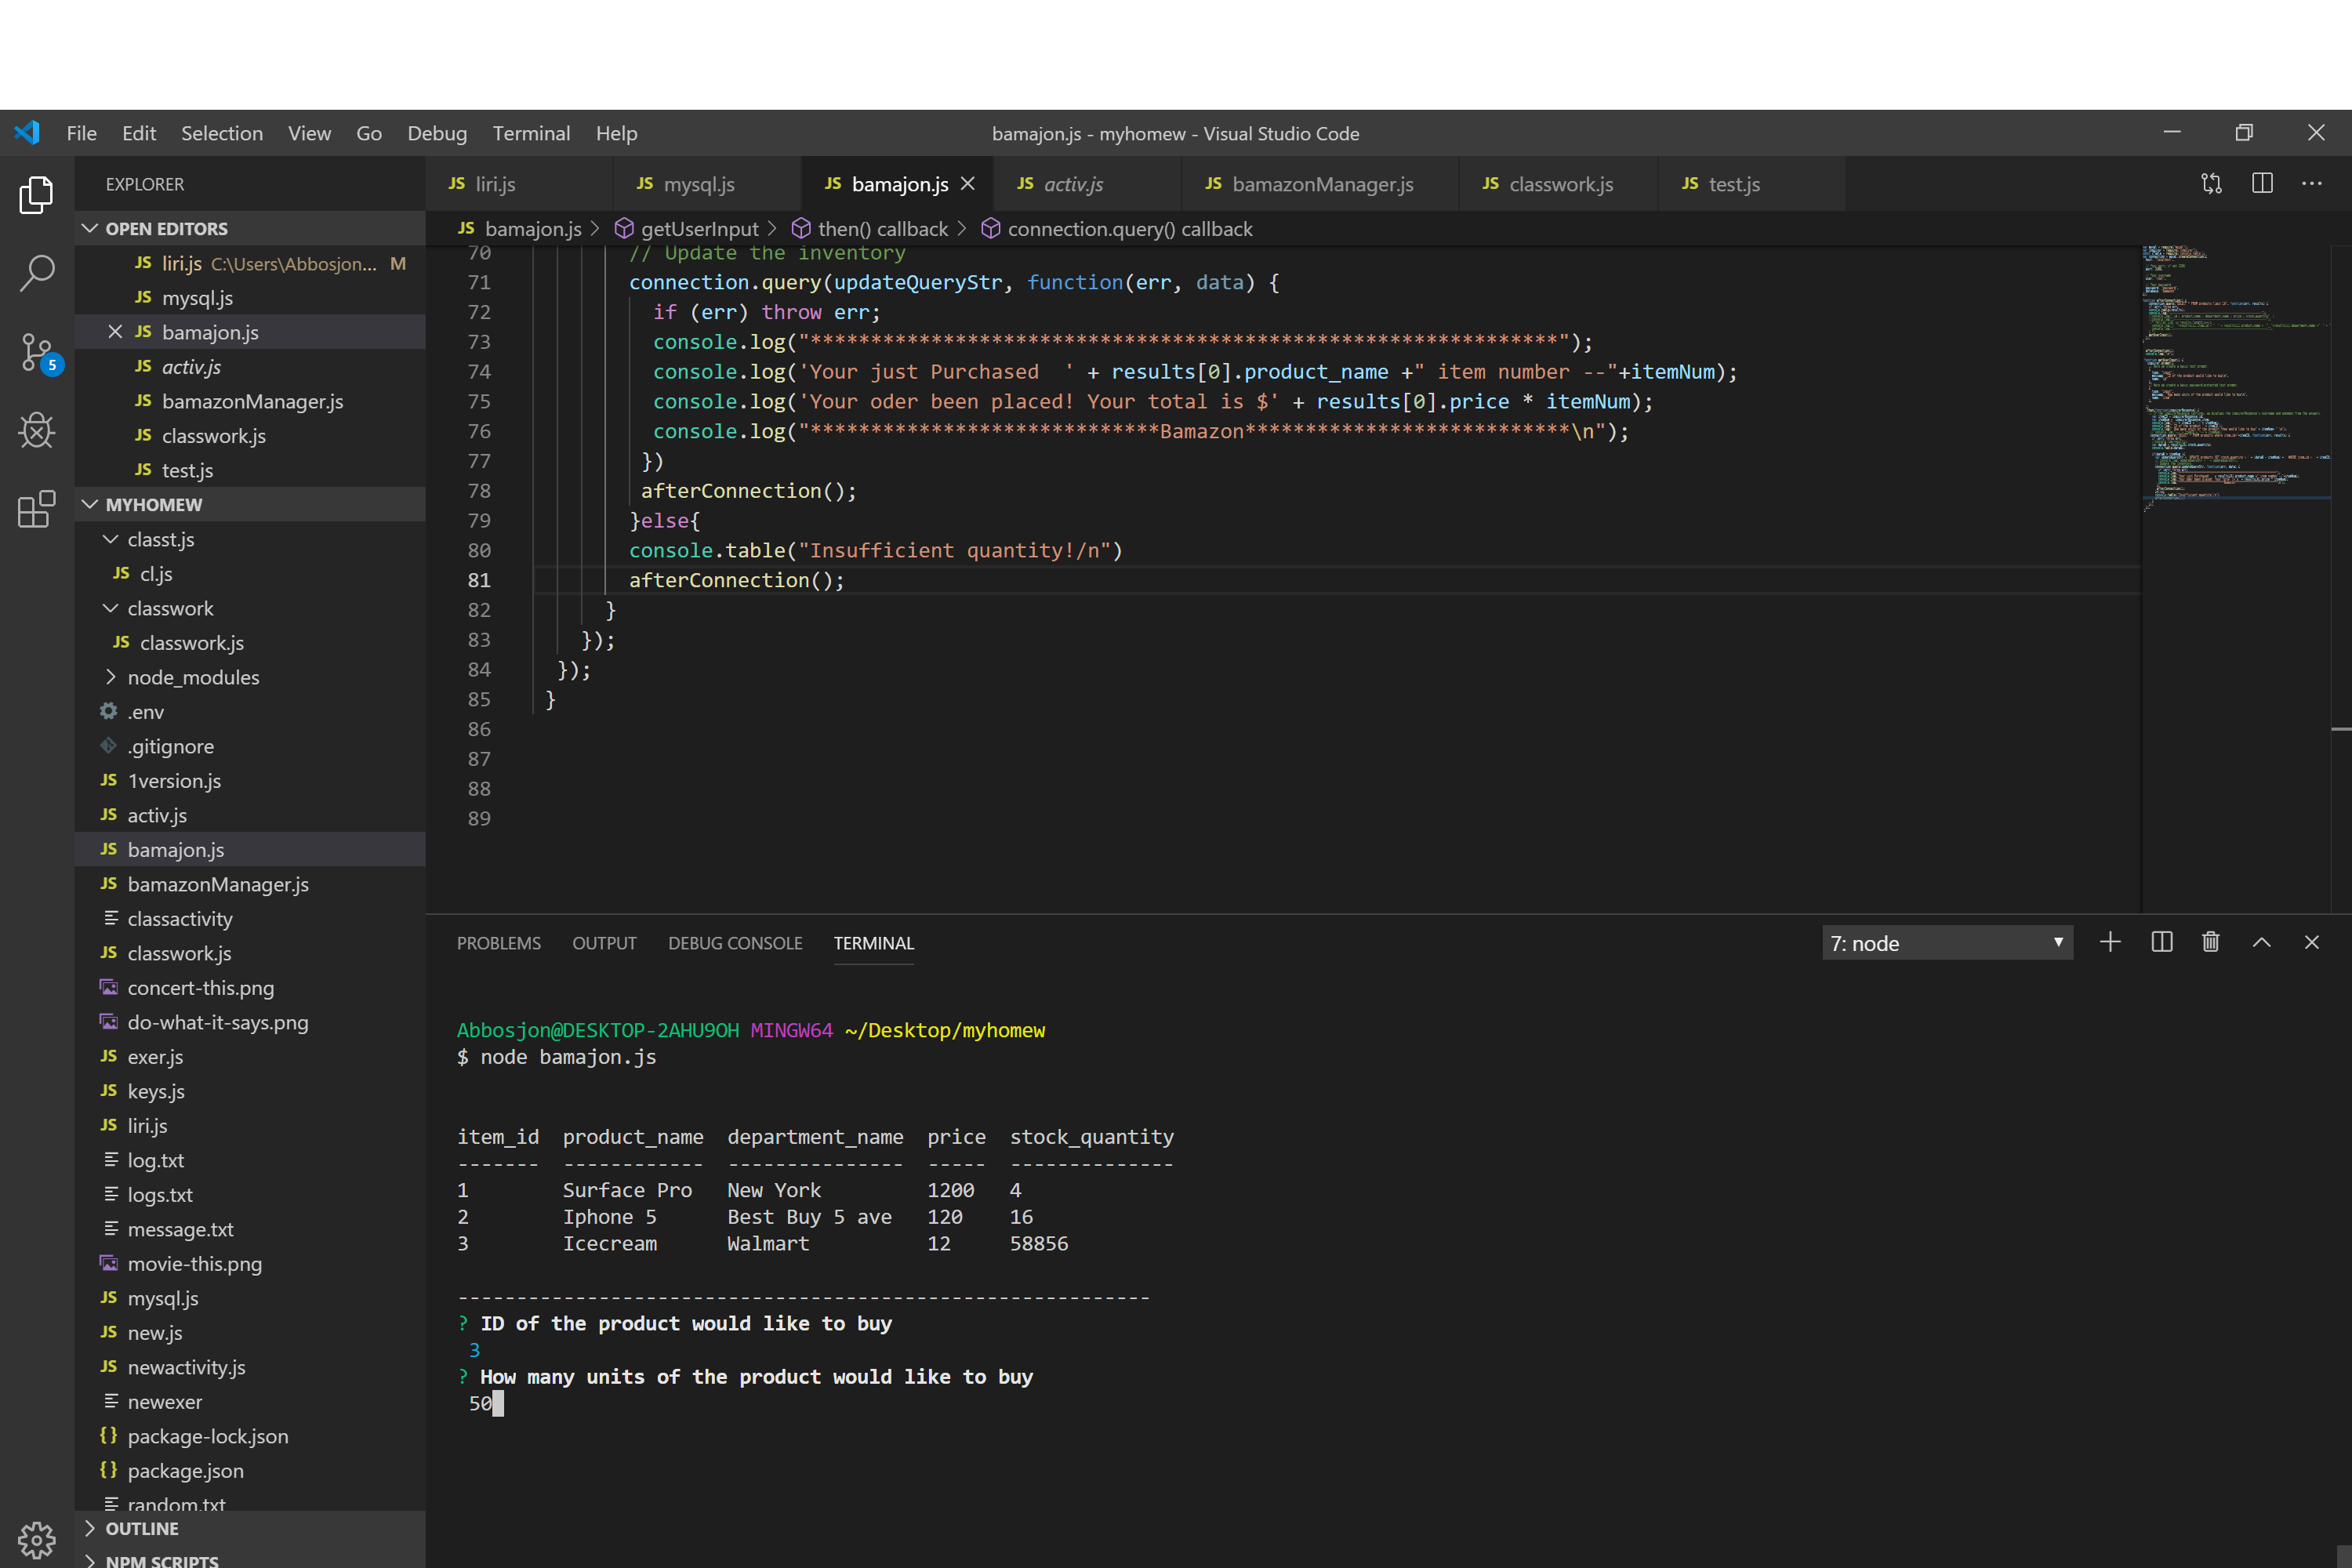 File Edit Selection View Go Debug Terminal Help
bamajon.js - myhomew - Visual Studio Code
EXPLORER
OPEN EDITORS
JS liri.js C:\Users\Abbosjon... M
JS mysql.js
JS bamajon.js
JS activ.js
JS bamazonManager.js
JS classwork.js
JS test.js
5
MYHOMEW
classt.js
JS cl.js
classwork
JS classwork.js
node_modules
.env
.gitignore
JS 1version.js
JS activ.js
JS bamajon.js
JS bamazonManager.js
classactivity
JS classwork.js
concert-this.png
do-what-it-says.png
JS exer.js
JS keys.js
JS liri.js
log.txt
logs.txt
message.txt
movie-this.png
JS mysql.js
JS new.js
JS newactivity.js
newexer
{} package-lock.json
{} package.json
random.txt
OUTLINE
NPM SCRIPTS
JS liri.js JS mysql.js JS bamajon.js JS activ.js JS bamazonManager.js JS classwork.js JS test.js
JS bamajon.js > getUserInput > then() callback > connection.query() callback
70 // Update the inventory
71 connection.query(updateQueryStr, function(err, data) {
72 if (err) throw err;
73 console.log("**************************************************************");
74 console.log('Your just Purchased  ' + results[0].product_name +" item number --"+itemNum);
75 console.log('Your oder been placed! Your total is $' + results[0].price * itemNum);
76 console.log("*****************************Bamazon***************************\n");
77 })
78 afterConnection();
79 }else{
80 console.table("Insufficient quantity!/n")
81 afterConnection();
82 }
83 });
84 });
85 }
86
87
88
89
PROBLEMS OUTPUT DEBUG CONSOLE TERMINAL
7: node
Abbosjon@DESKTOP-2AHU9OH MINGW64 ~/Desktop/myhomew
$ node bamajon.js
item_id  product_name  department_name  price  stock_quantity
-------  ------------  ---------------  -----  --------------
1        Surface Pro   New York         1200   4
2        Iphone 5      Best Buy 5 ave   120    16
3        Icecream      Walmart          12     58856
-----------------------------------------------------------
? ID of the product would like to buy
3
? How many units of the product would like to buy
50